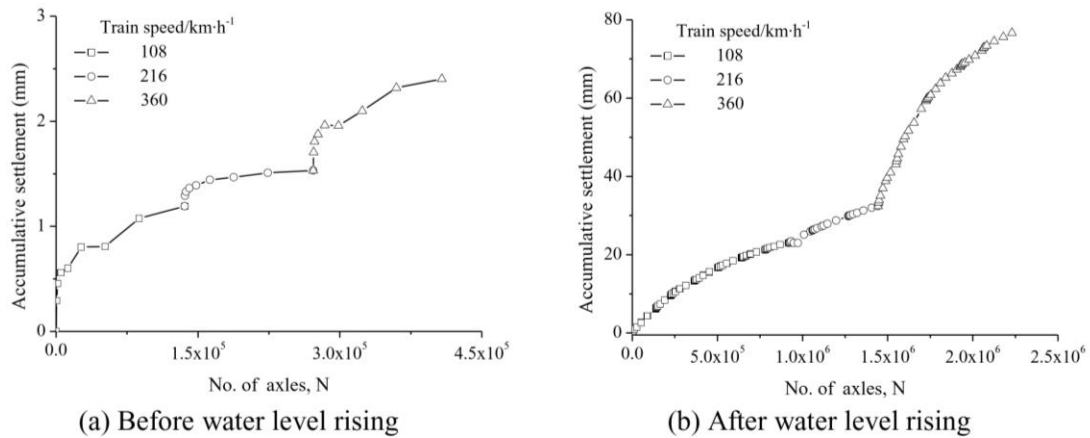 Train speed/km·h⁻¹
108
216
360
Accumulative settlement (mm)
3
2
1
0
0.0 1.5x10⁵ 3.0x10⁵ 4.5x10⁵
No. of axles, N
(a) Before water level rising
Train speed/km·h⁻¹
108
216
360
Accumulative settlement (mm)
80
60
40
20
0
0.0 5.0x10⁵ 1.0x10⁶ 1.5x10⁶ 2.0x10⁶ 2.5x10⁶
No. of axles, N
(b) After water level rising